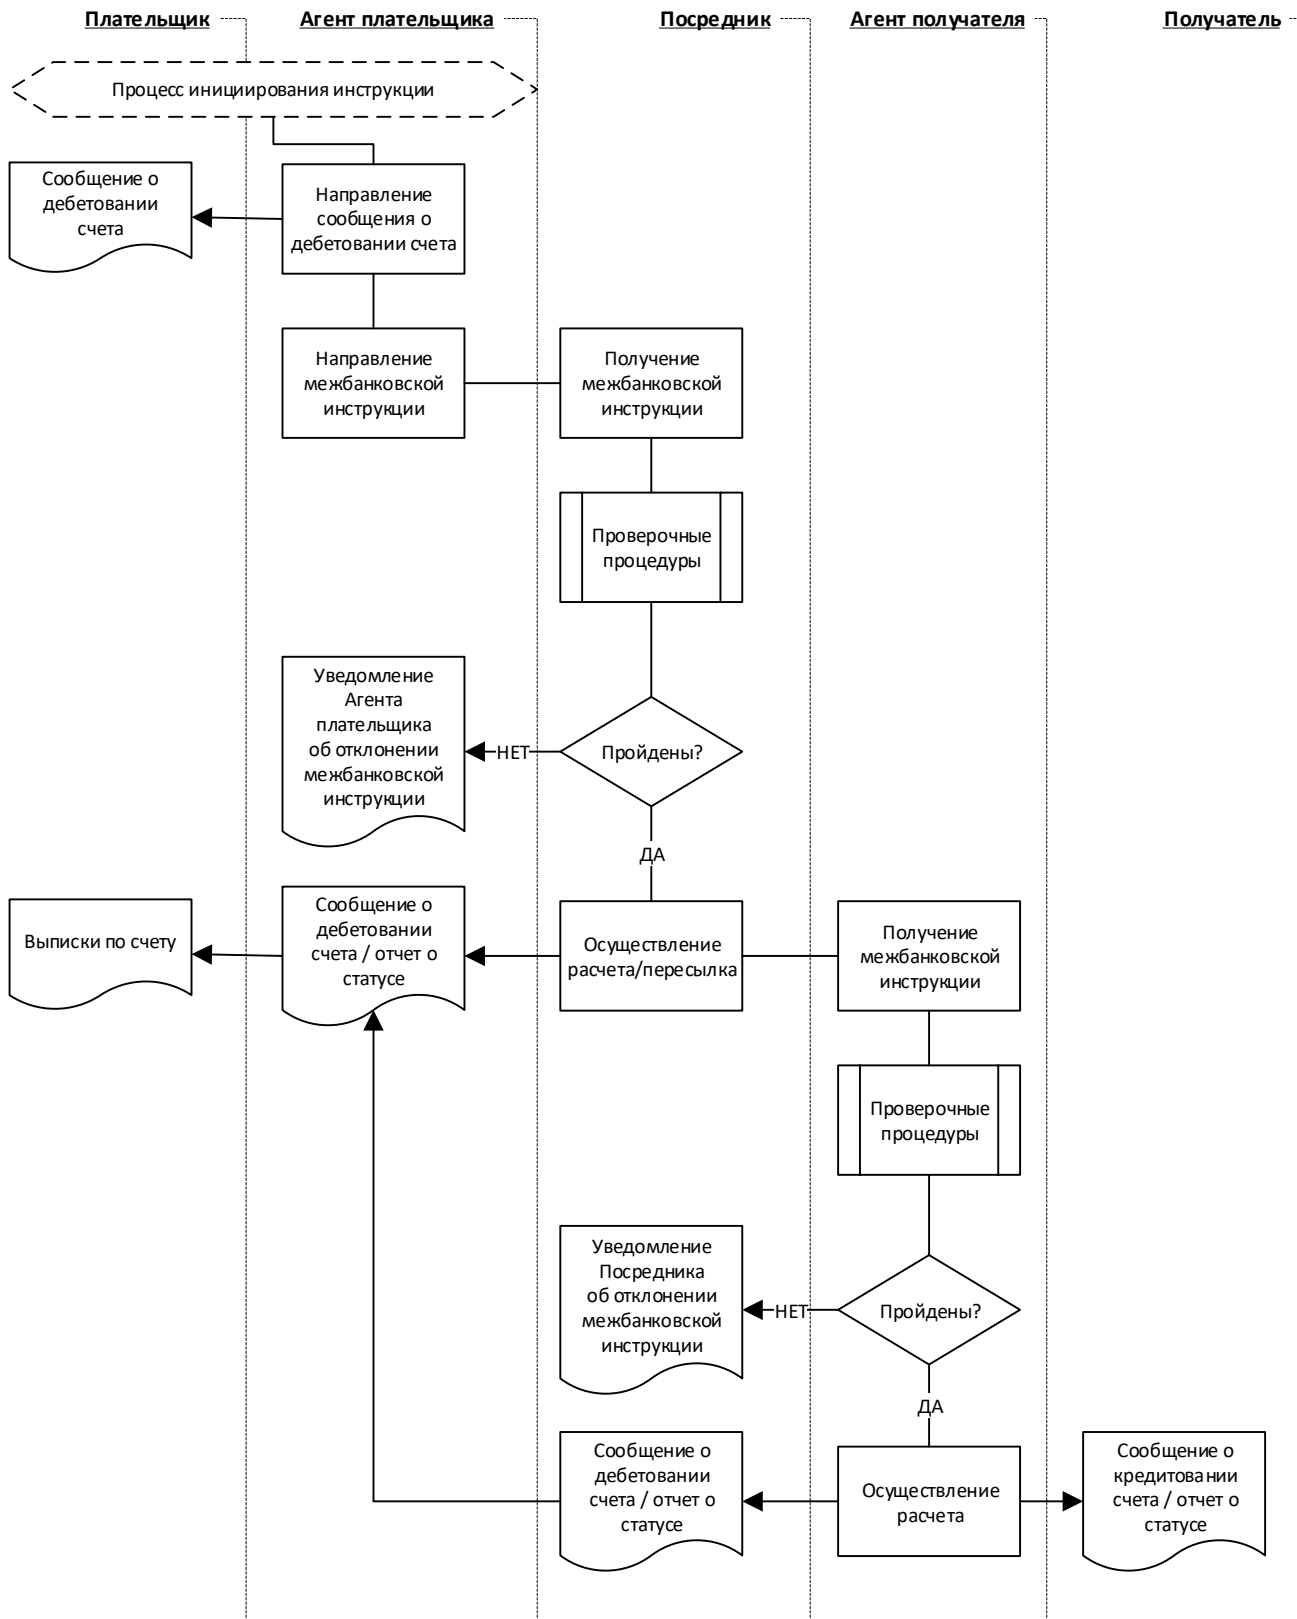 Плательщик
Агент плательщика
Посредник
Агент получателя
Получатель
Процесс инициирования инструкции
Сообщение о
дебетовании
счета
Направление
сообщения о
дебетовании счета
Направление
межбанковской
инструкции
Получение
межбанковской
инструкции
Проверочные
процедуры
Уведомление
Агента
плательщика
об отклонении
межбанковской
инструкции
НЕТ
Пройдены?
ДА
Выписки по счету
Сообщение о
дебетовании
счета / отчет о
статусе
Осуществление
расчета/пересылка
Получение
межбанковской
инструкции
Проверочные
процедуры
Уведомление
Посредника
об отклонении
межбанковской
инструкции
НЕТ
Пройдены?
ДА
Сообщение о
дебетовании
счета / отчет о
статусе
Осуществление
расчета
Сообщение о
кредитовании
счета / отчет о
статусе